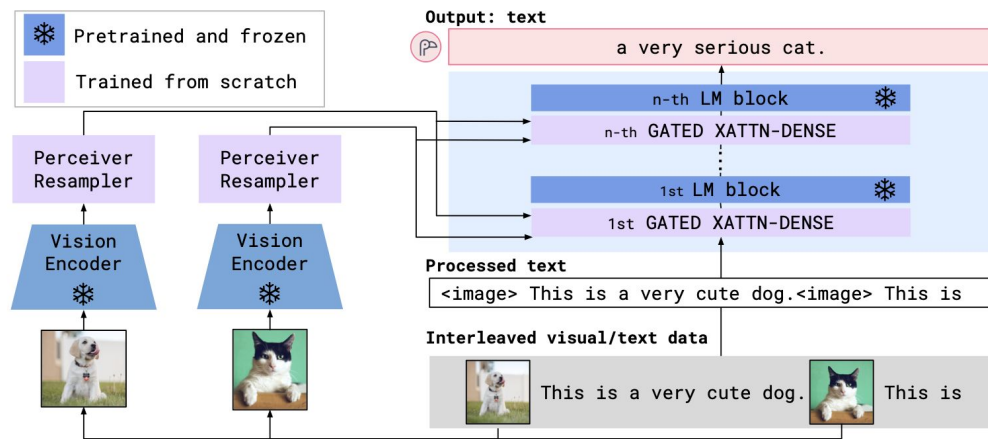 Output: text
Pretrained and frozen
Trained from scratch
a very serious cat.
n-th LM block
n-th GATED XATTN-DENSE
Perceiver
Resampler
Perceiver
Resampler
1st LM block
1st GATED XATTN-DENSE
Vision
Encoder
Vision
Encoder
Processed text
<image> This is a very cute dog.<image> This is
Interleaved visual/text data
This is a very cute dog.
This is